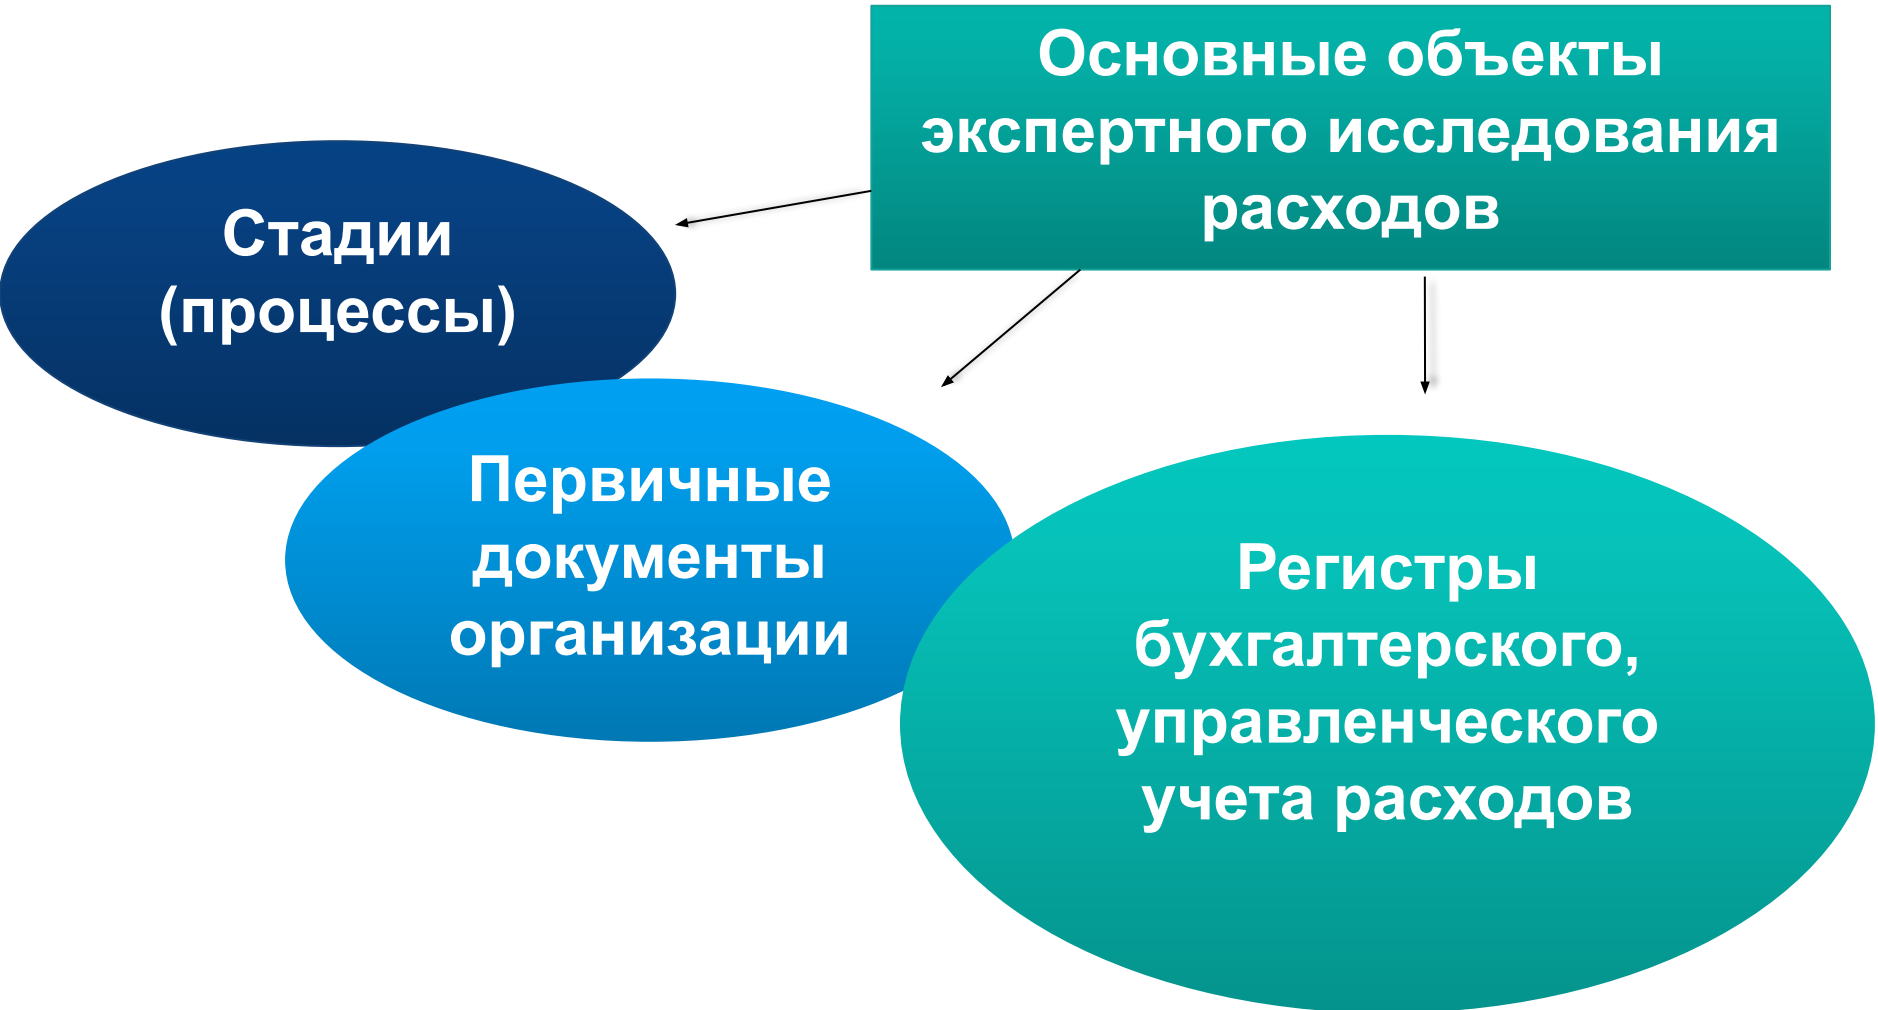 Основные объекты
экспертного исследования
расходов
Стадии
(процессы)
Первичные
документы
организации
Регистры
бухгалтерского,
управленческого
учета расходов